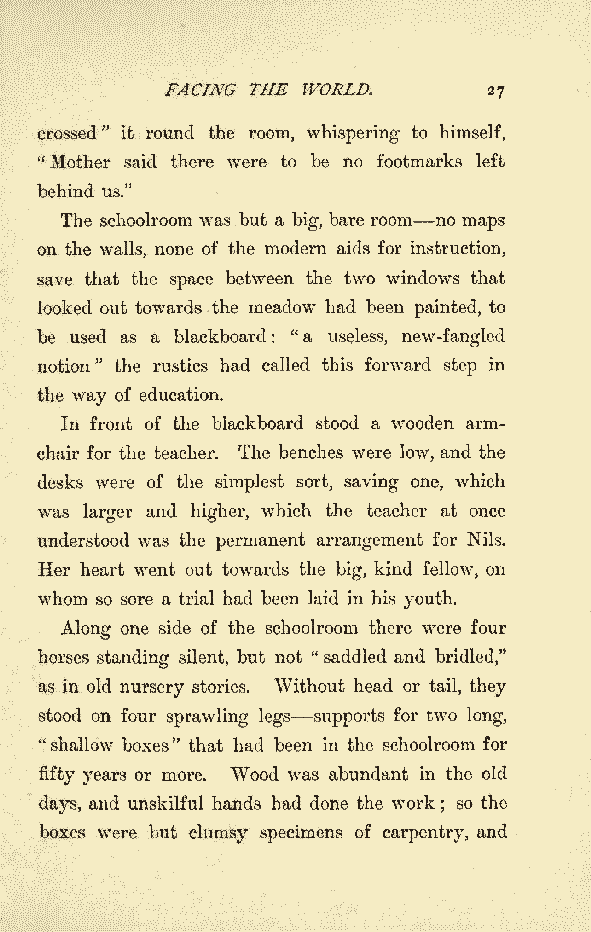 FACING THE WORLD. 27
crossed" it round the room, whispering to himself,
"Mother said there were to be no footmarks left
behind us."
The schoolroom was but a big, bare room—no maps
on the walls, none of the modern aids for instruction,
save that the space between the two windows that
looked out towards the meadow had been painted, to
be used as a blackboard: "a useless, new-fangled
notion" the rustics had called this forward step in
the way of education.
In front of the blackboard stood a wooden arm-
chair for the teacher. The benches were low, and the
desks were of the simplest sort, saving one, which
was larger and higher, which the teacher at once
understood was the permanent arrangement for Nils.
Her heart went out towards the big, kind fellow, on
whom so sore a trial had been laid in his youth.
Along one side of the schoolroom there were four
horses standing silent, but not "saddled and bridled,"
as in old nursery stories. Without head or tail, they
stood on four sprawling legs—supports for two long,
"shallow boxes" that had been in the schoolroom for
fifty years or more. Wood was abundant in the old
days, and unskilful hands had done the work; so the
boxes were but clumsy specimens of carpentry, and